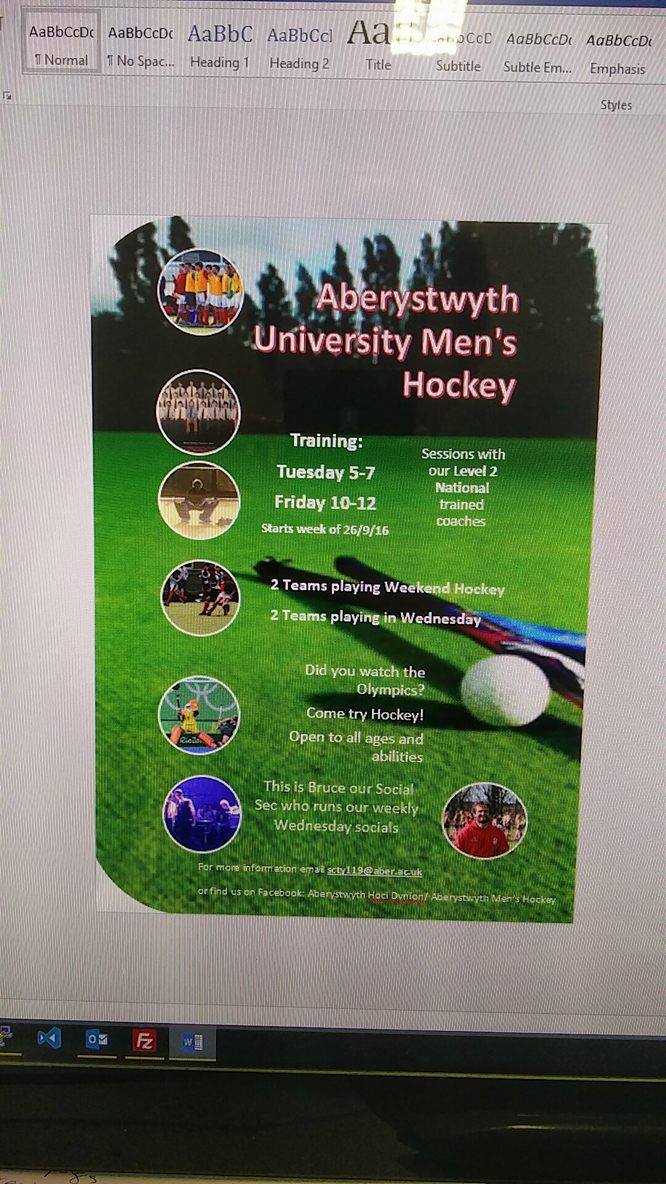 AaBbCcDc AaBbCcDc AaBbC AaBbCcI Aa bCcD AaBbCcDc AaBbCcDc
¶ Normal ¶ No Spac... Heading 1 Heading 2 Title Subtitle Subtle Em... Emphasis
Styles
Aberystwyth
University Men's
Hockey
Training:
Tuesday 5-7
Friday 10-12
Starts week of 26/9/16
Sessions with
our Level 2
National
trained
coaches
2 Teams playing Weekend Hockey
2 Teams playing in Wednesday
Did you watch the
Olympics?
Come try Hockey!
Open to all ages and
abilities
This is Bruce our Social
Sec who runs our weekly
Wednesday socials
For more information email scty119@aber.ac.uk
or find us on Facebook: Aberystwyth Hoci Dynion/ Aberystwyth Men's Hockey